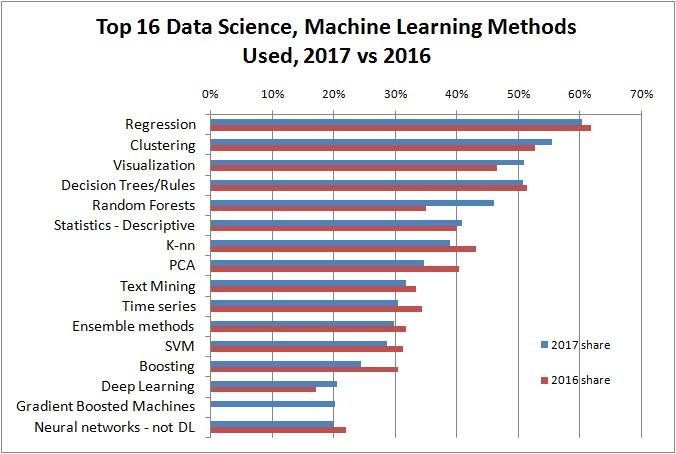 Top 16 Data Science, Machine Learning Methods
Used, 2017 vs 2016
0% 10% 20% 30% 40% 50% 60% 70%
Regression
Clustering
Visualization
Decision Trees/Rules
Random Forests
Statistics - Descriptive
K-nn
PCA
Text Mining
Time series
Ensemble methods
SVM
2017 share
Boosting
2016 share
Deep Learning
Gradient Boosted Machines
Neural networks - not DL